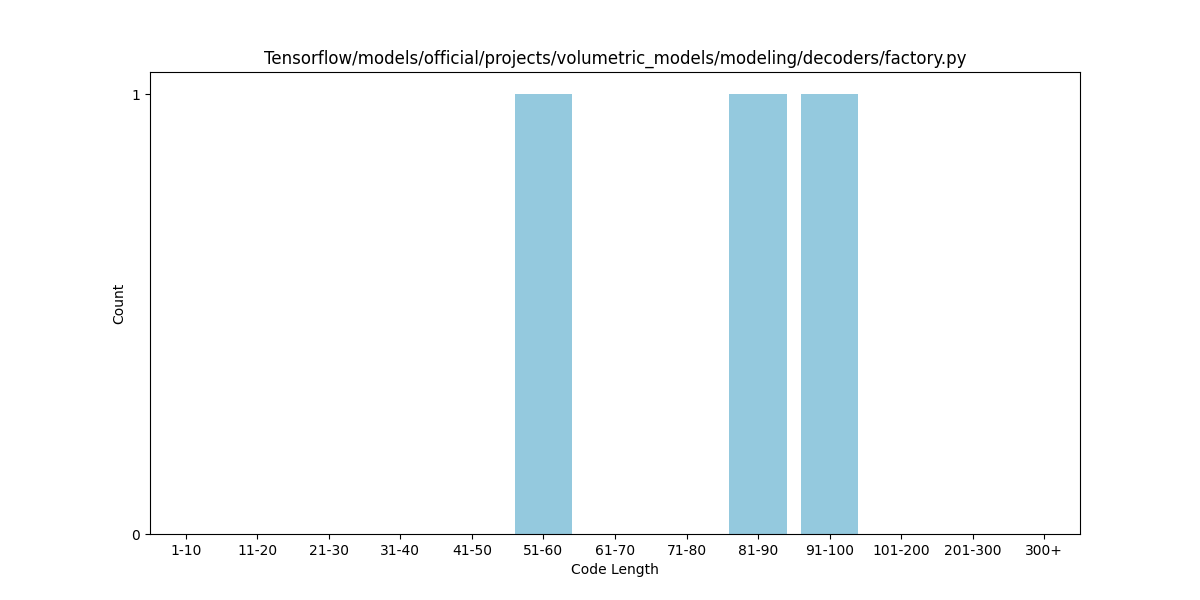 Tensorflow/models/official/projects/volumetric_models/modeling/decoders/factory.py
1
Count
0
1-10 11-20 21-30 31-40 41-50 51-60 61-70 71-80 81-90 91-100 101-200 201-300 300+
Code Length